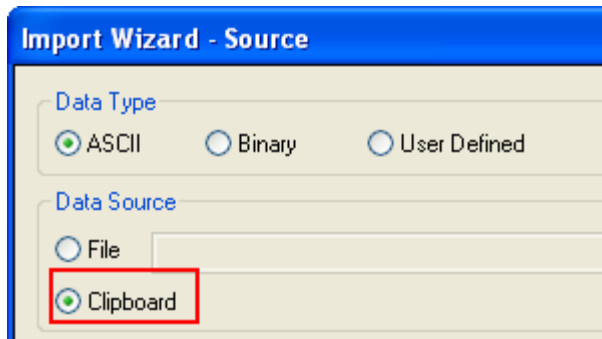 Import Wizard - Source
Data Type
ASCII Binary User Defined
Data Source
File
Clipboard